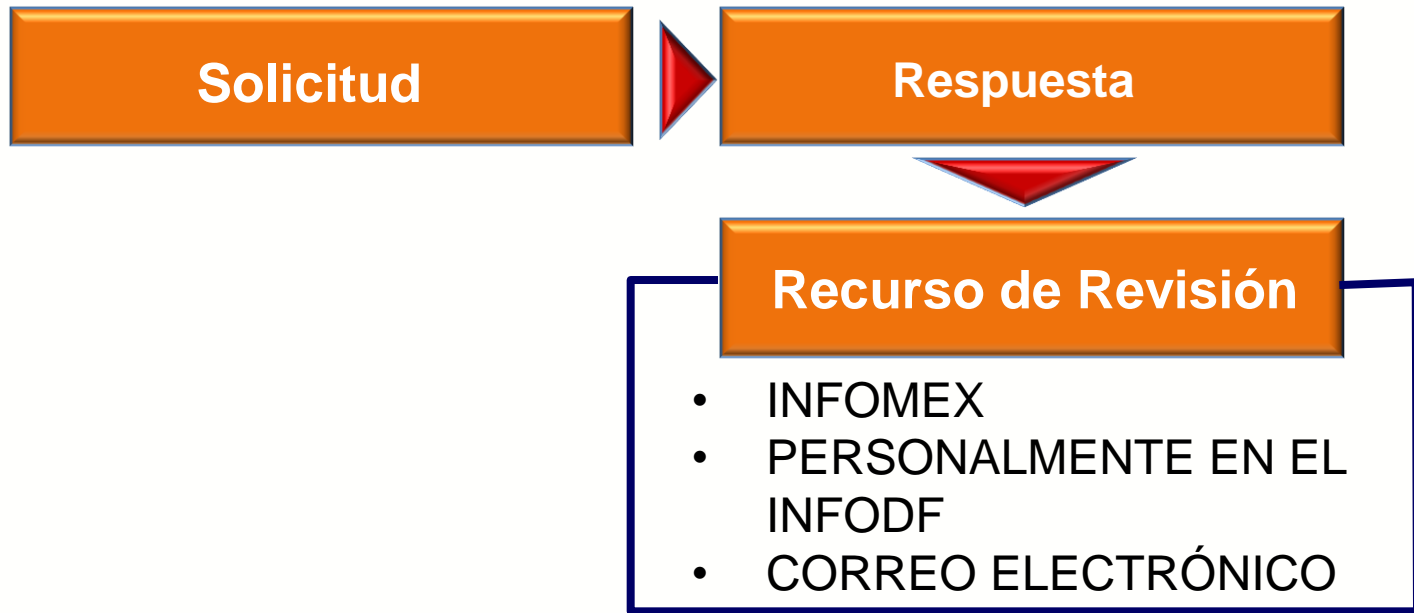 Solicitud
Respuesta
Recurso de Revisión
• INFOMEX
• PERSONALMENTE EN EL
INFODF
• CORREO ELECTRÓNICO